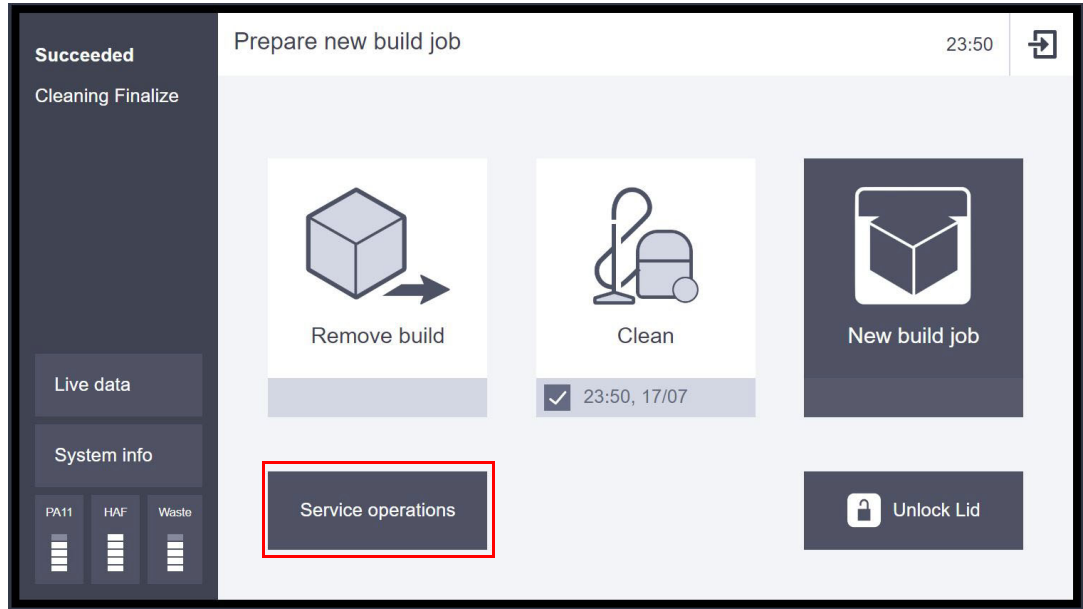 Succeeded
Cleaning Finalize
Prepare new build job
23:50
Remove build
Clean
New build job
23:50, 17/07
Live data
System info
PA11 HAF Waste
Service operations
Unlock Lid